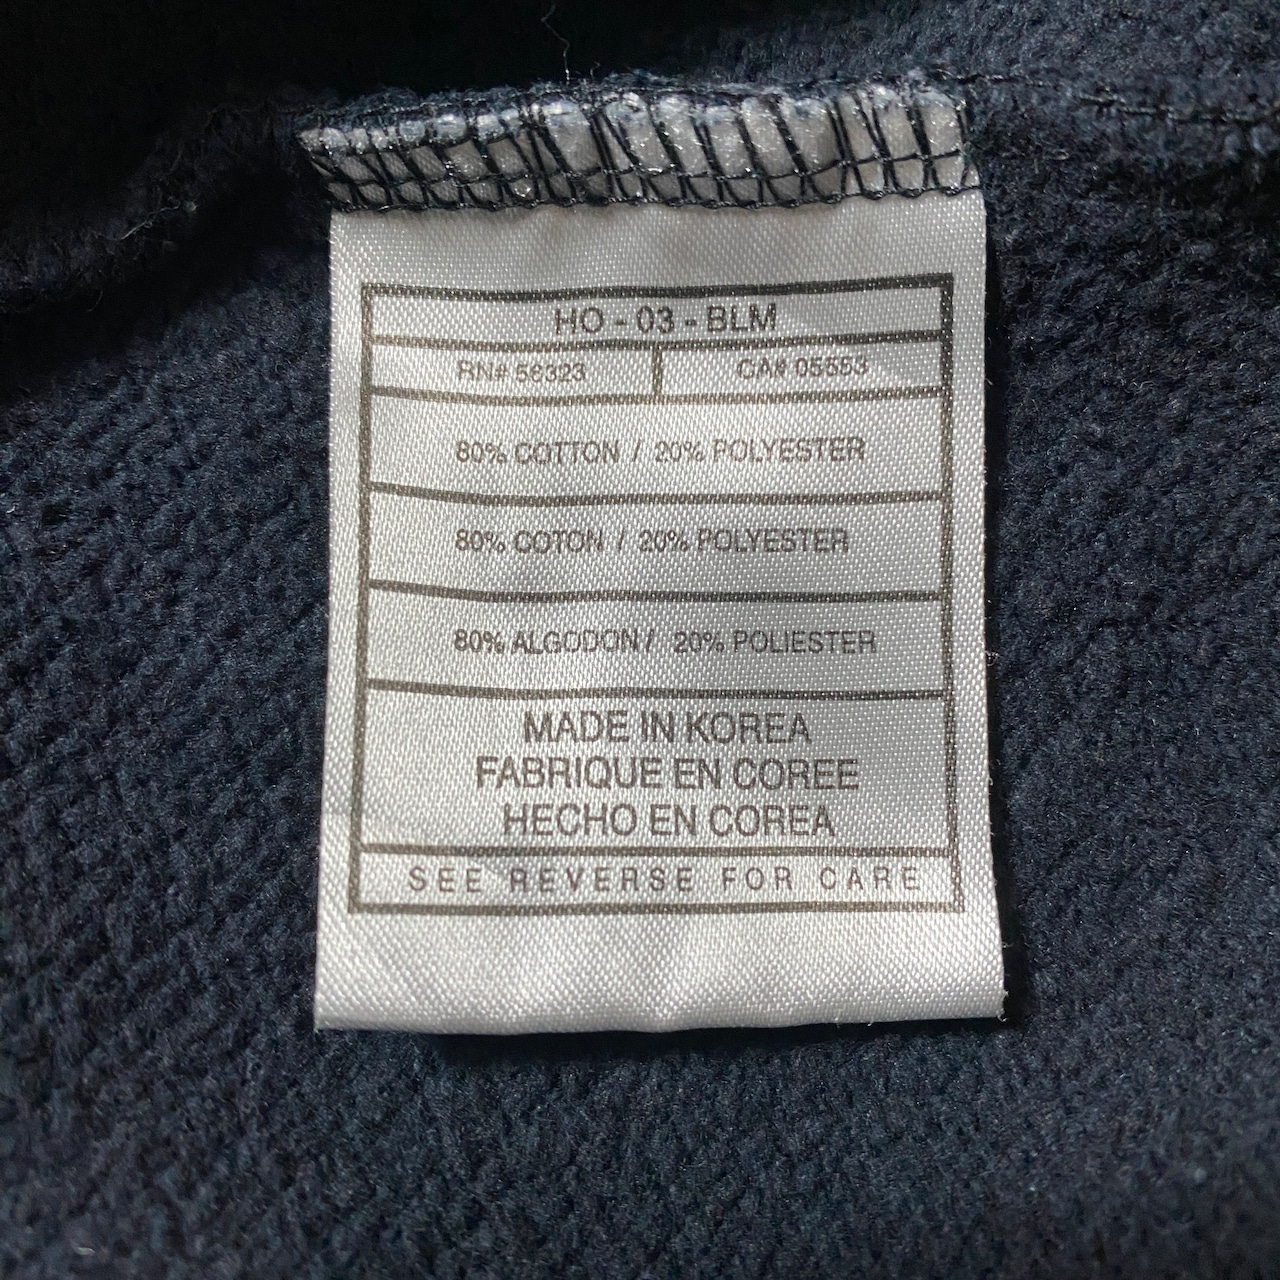 HO - 03 - BLM
RN# 56323 CA# 05553
80% COTTON / 20% POLYESTER
80% COTON / 20% POLYESTER
80% ALGODON / 20% POLIESTER
MADE IN KOREA
FABRIQUE EN COREE
HECHO EN COREA
SEE REVERSE FOR CARE